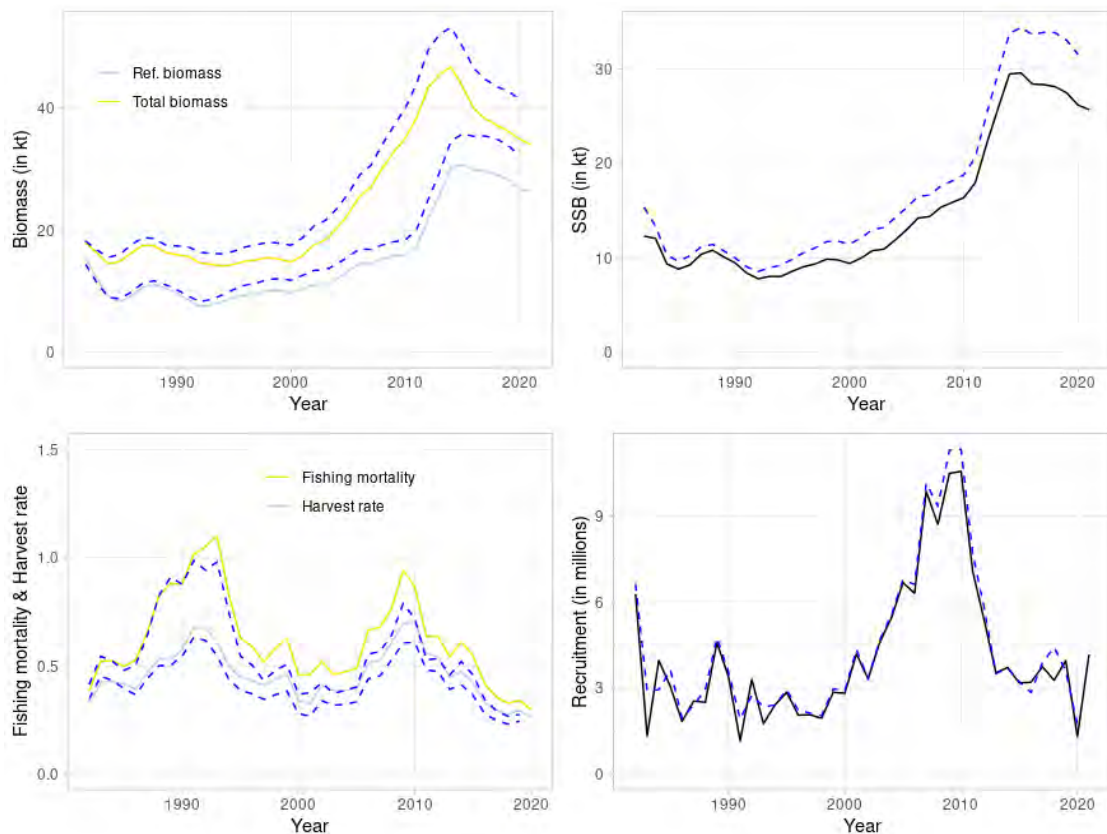 Biomass (in kt)
40
20
0
Ref. biomass
Total biomass
1990
2000
2010
2020
Year
SSB (in kt)
30
20
10
0
1990
2000
2010
2020
Year
Fishing mortality & Harvest rate
1.5
1.0
0.5
0.0
Fishing mortality
Harvest rate
1990
2000
2010
2020
Year
Recruitment (in millions)
9
6
3
0
1990
2000
2010
2020
Year